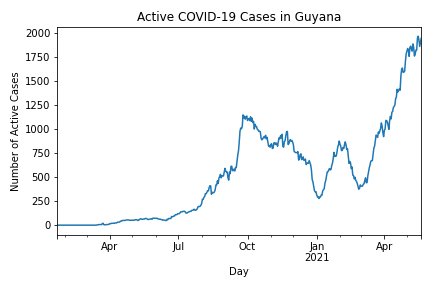 Active COVID-19 Cases in Guyana
Number of Active Cases
2000
1750
1500
1250
1000
750
500
250
0
Apr
Jul
Oct
Jan
2021
Apr
Day